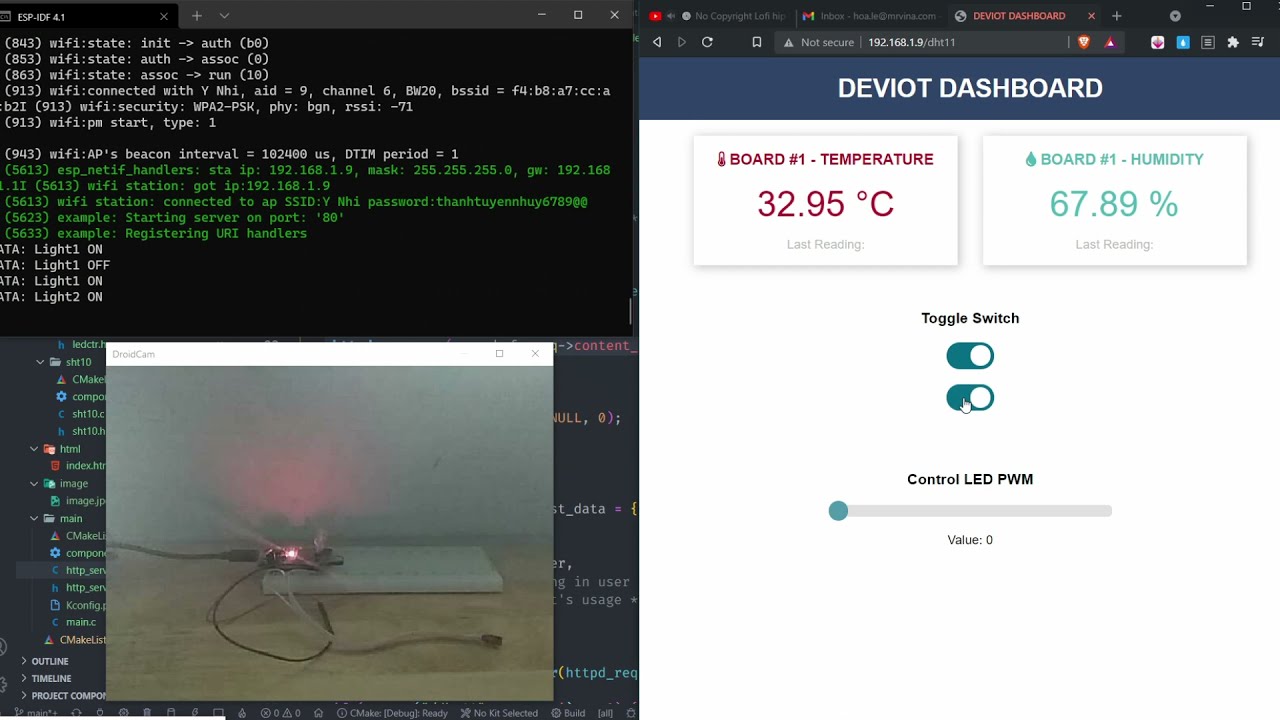 ESP-IDF 4.1
(843) wifi:state: init -> auth (b0)
(853) wifi:state: auth -> assoc (0)
(863) wifi:state: assoc -> run (10)
(913) wifi:connected with Y Nhi, aid = 9, channel 6, BW20, bssid = f4:b8:a7:cc:a
:b2I (913) wifi:security: WPA2-PSK, phy: bgn, rssi: -71
(913) wifi:pm start, type: 1
(943) wifi:AP's beacon interval = 102400 us, DTIM period = 1
(5613) esp_netif_handlers: sta ip: 192.168.1.9, mask: 255.255.255.0, gw: 192.168
1.1I (5613) wifi station: got ip:192.168.1.9
(5613) wifi station: connected to ap SSID:Y Nhi password:thanhtuyennhuy6789@@
(5623) example: Starting server on port: '80'
(5633) example: Registering URI handlers
ATA: Light1 ON
ATA: Light1 OFF
ATA: Light1 ON
ATA: Light2 ON
ledctr.h
q->content_
sht10
CMakeL
compo
sht10.c
sht10.h
NULL, 0);
html
index.htm
image
image.jp
main
CMakeLi
compone
http_serv
http_serv
Kconfig.p
main.c
CMakeList
st_data = {
er,
ng in user
t's usage *
r(httpd_req
OUTLINE
TIMELINE
PROJECT COMPON
main*+
0
0
CMake: [Debug]: Ready
No Kit Selected
Build
[all]
DroidCam
No Copyright Lofi hip
Inbox - hoa.le@mrvina.com
DEVIOT DASHBOARD
Not secure
192.168.1.9/dht11
DEVIOT DASHBOARD
BOARD #1 - TEMPERATURE
32.95 °C
Last Reading:
BOARD #1 - HUMIDITY
67.89 %
Last Reading:
Toggle Switch
Control LED PWM
Value: 0